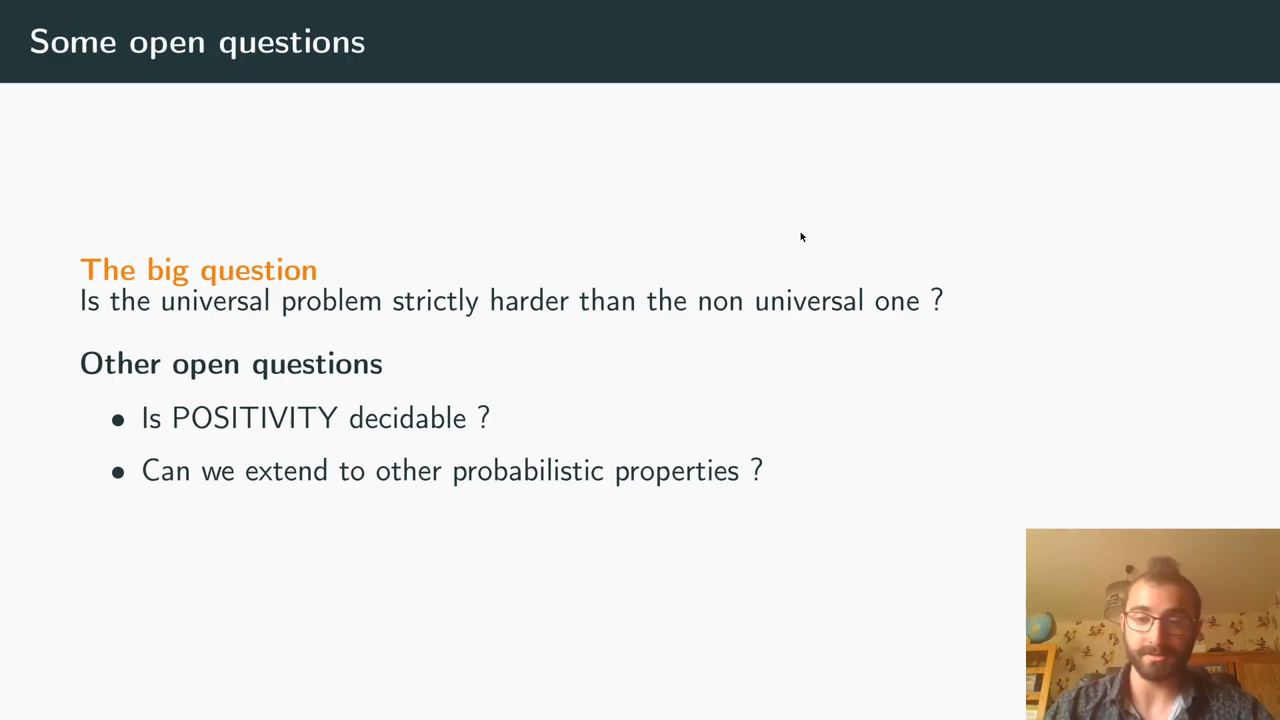 Some open questions
The big question
Is the universal problem strictly harder than the non universal one ?
Other open questions
• Is POSITIVITY decidable ?
• Can we extend to other probabilistic properties ?